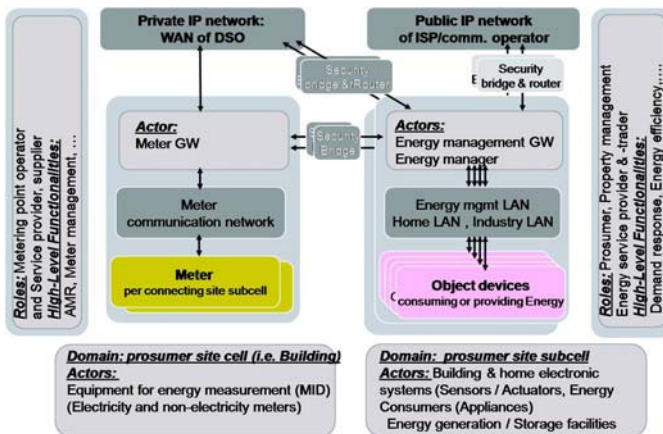 Private IP network:
WAN of DSO
Public IP network
of ISP/comm. operator
Security
bridge &rRouter
Security
bridge & router
Actor:
Meter GW
Security
Bridge
Actors:
Energy management GW
Energy manager
Meter
communication network
Energy mgmt LAN
Home LAN , Industry LAN
Meter
per connecting site subcell
Object devices
consuming or providing Energy
Roles: Metering point operator
and Service provider, supplier
High-Level Functionalities:
AMR, Meter management, …
Roles: Prosumer, Property management
Energy service provider & -trader
High-Level Functionalities:
Demand response, Energy efficiency,….
Domain: prosumer site cell (i.e. Building)
Actors:
Equipment for energy measurement (MID)
(Electricity and non-electricity meters)
Domain: prosumer site subcell
Actors: Building & home electronic
systems (Sensors / Actuators, Energy
Consumers (Appliances)
Energy generation / Storage facilities